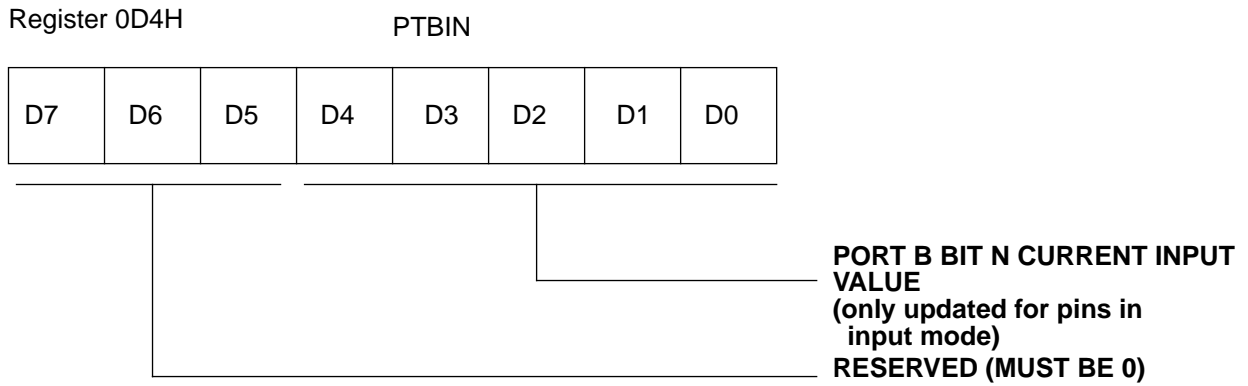 Register 0D4H
PTBIN
D7 D6 D5 D4 D3 D2 D1 D0
PORT B BIT N CURRENT INPUT
VALUE
(only updated for pins in
input mode)
RESERVED (MUST BE 0)